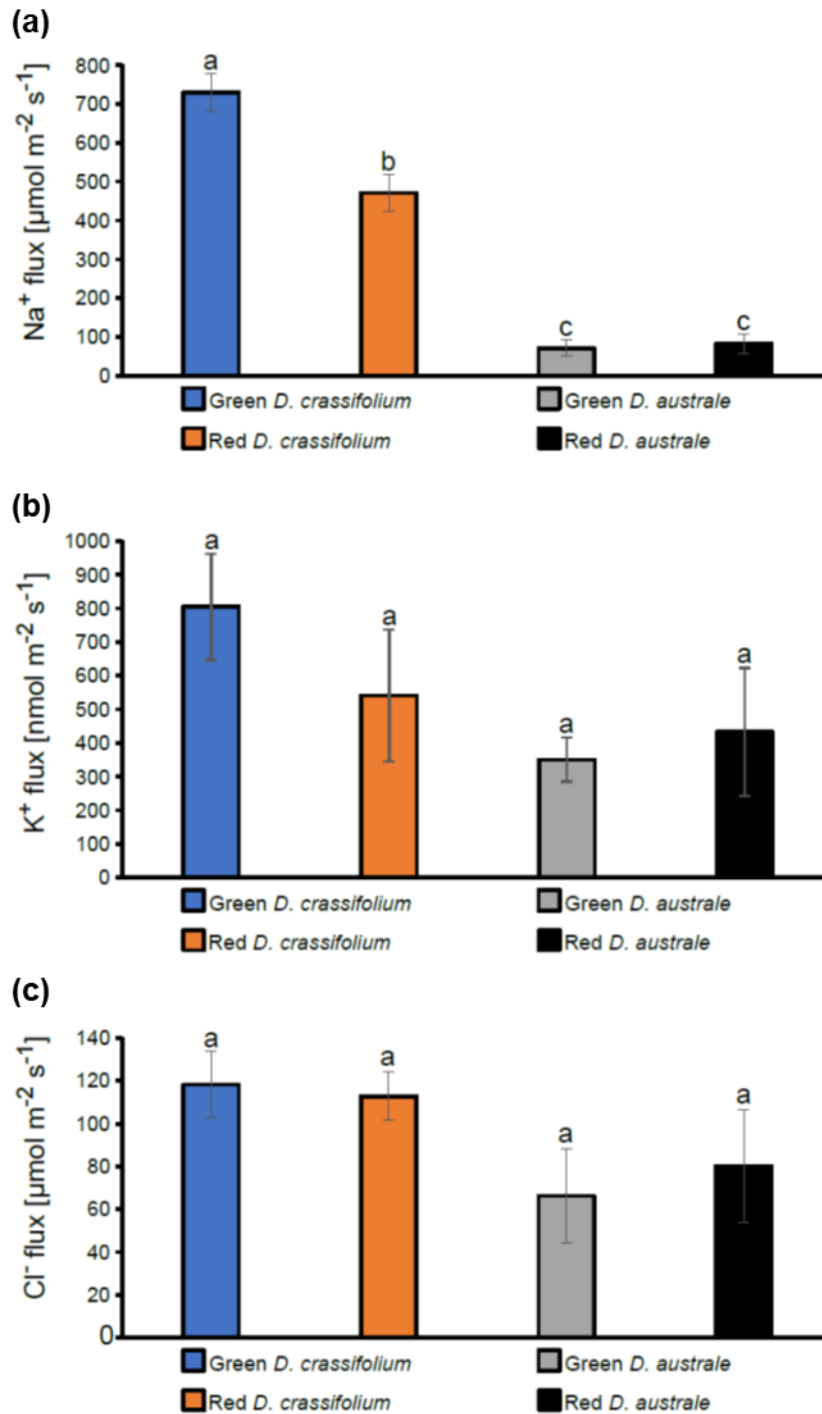 (a)
Na⁺ flux [µmol m⁻² s⁻¹]
800
700
600
500
400
300
200
100
0
a
b
c
c
Green D. crassifolium
Green D. australe
Red D. crassifolium
Red D. australe
(b)
K⁺ flux [nmol m⁻² s⁻¹]
1000
900
800
700
600
500
400
300
200
100
0
a
a
a
a
Green D. crassifolium
Green D. australe
Red D. crassifolium
Red D. australe
(c)
Cl⁻ flux [µmol m⁻² s⁻¹]
140
120
100
80
60
40
20
0
a
a
a
a
Green D. crassifolium
Green D. australe
Red D. crassifolium
Red D. australe